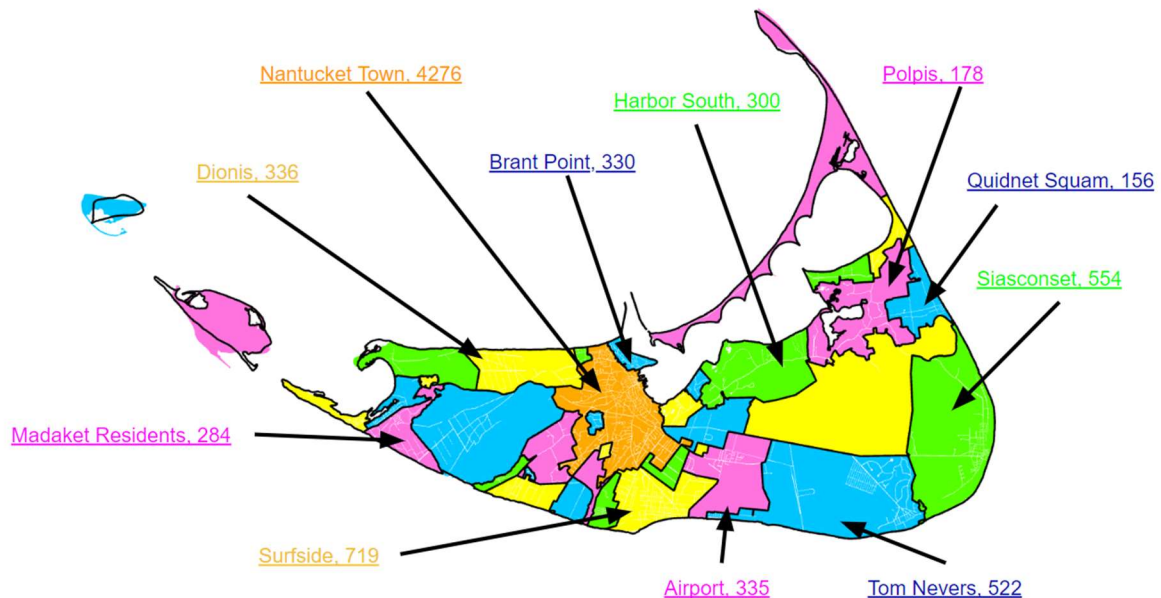 Nantucket Town, 4276
Polpis, 178
Harbor South, 300
Brant Point, 330
Dionis, 336
Quidnet Squam, 156
Siasconset, 554
Madaket Residents, 284
Surfside, 719
Airport, 335
Tom Nevers, 522